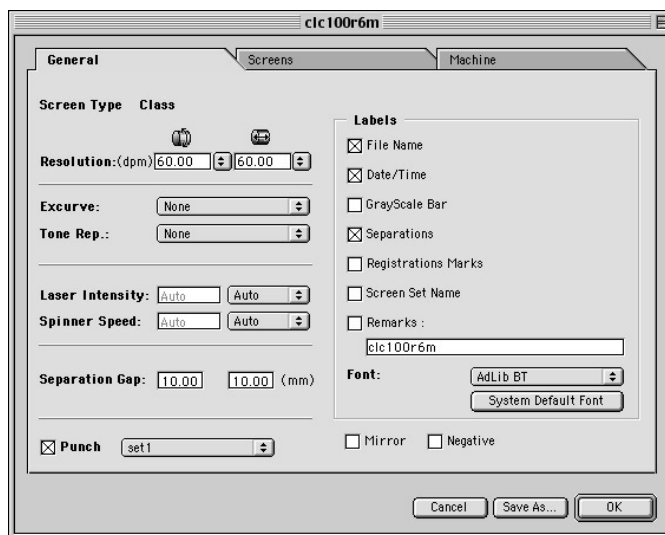 clc100r6m
General Screens Machine
Screen Type Class
Resolution:(dpm) 60.00 60.00
Excurve: None
Tone Rep.: None
Laser Intensity: Auto Auto
Spinner Speed: Auto Auto
Separation Gap: 10.00 10.00 (mm)
Punch set1
Labels
File Name
Date/Time
GrayScale Bar
Separations
Registrations Marks
Screen Set Name
Remarks :
clc100r6m
Font: AdLib BT
System Default Font
Mirror Negative
Cancel Save As... OK